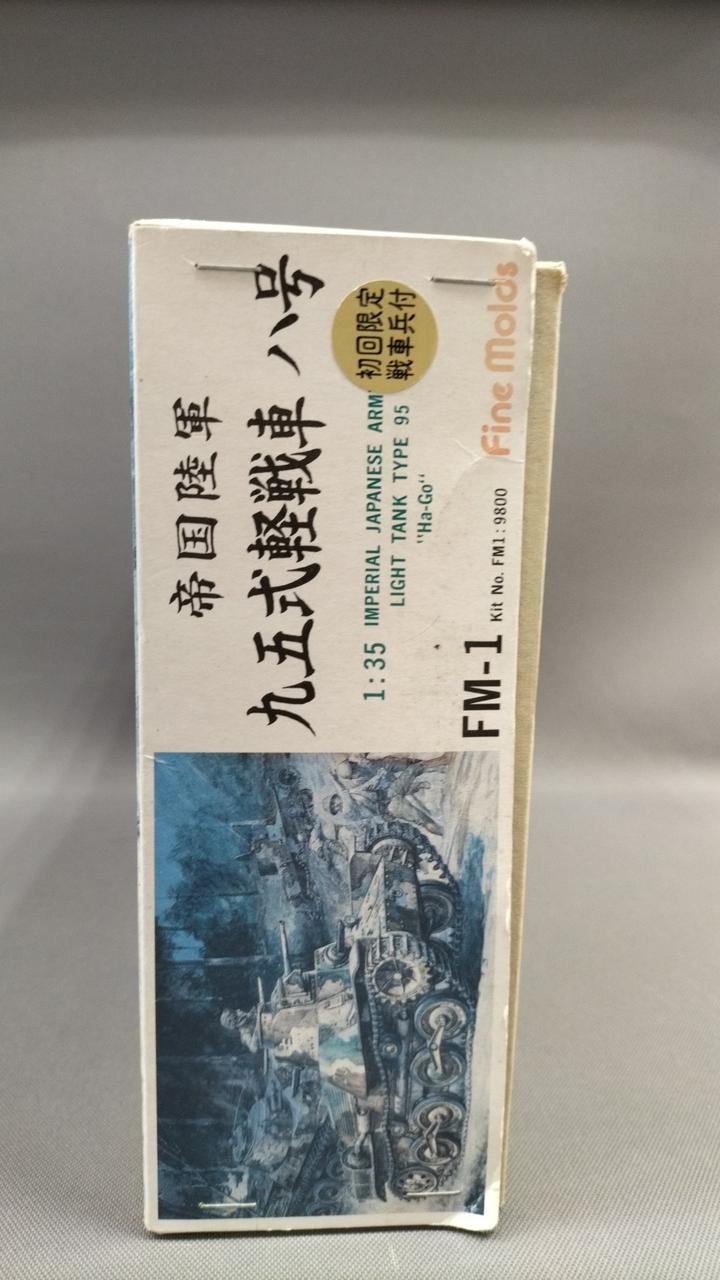 帝国陸軍
九五式軽戦車 ハ号
1:35 IMPERIAL JAPANESE ARM
LIGHT TANK TYPE 95
"Ha-Go"
初回限定
戦車兵付
FM-1 Kit No. FM1:9800
Fine Molds